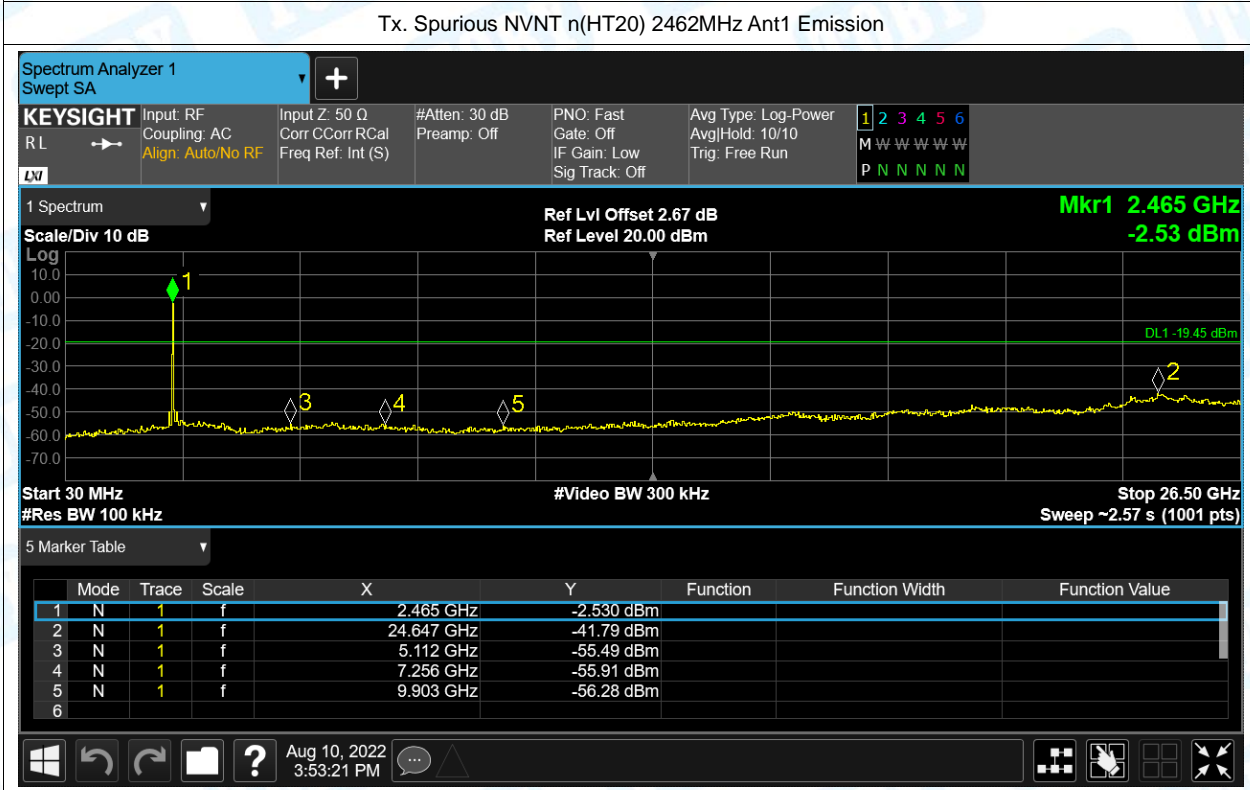 Tx. Spurious NVNT n(HT20) 2462MHz Ant1 Emission
Spectrum Analyzer 1
Swept SA
KEYSIGHT
R L
LXI
Input: RF
Coupling: AC
Align: Auto/No RF
Input Z: 50 Ω
Corr CCorr RCal
Freq Ref: Int (S)
#Atten: 30 dB
Preamp: Off
PNO: Fast
Gate: Off
IF Gain: Low
Sig Track: Off
Avg Type: Log-Power
Avg|Hold: 10/10
Trig: Free Run
1 2 3 4 5 6
M W W W W W
P N N N N N
1 Spectrum
Scale/Div 10 dB
Ref Lvl Offset 2.67 dB
Ref Level 20.00 dBm
Mkr1 2.465 GHz
-2.53 dBm
Log
10.0
0.00
-10.0
-20.0
-30.0
-40.0
-50.0
-60.0
-70.0
1
DL1 -19.45 dBm
2
3
4
5
Start 30 MHz
#Video BW 300 kHz
Stop 26.50 GHz
#Res BW 100 kHz
Sweep ~2.57 s (1001 pts)
5 Marker Table
Mode Trace Scale X Y Function Function Width Function Value
1 N 1 f 2.465 GHz -2.530 dBm
2 N 1 f 24.647 GHz -41.79 dBm
3 N 1 f 5.112 GHz -55.49 dBm
4 N 1 f 7.256 GHz -55.91 dBm
5 N 1 f 9.903 GHz -56.28 dBm
6
?
Aug 10, 2022
3:53:21 PM